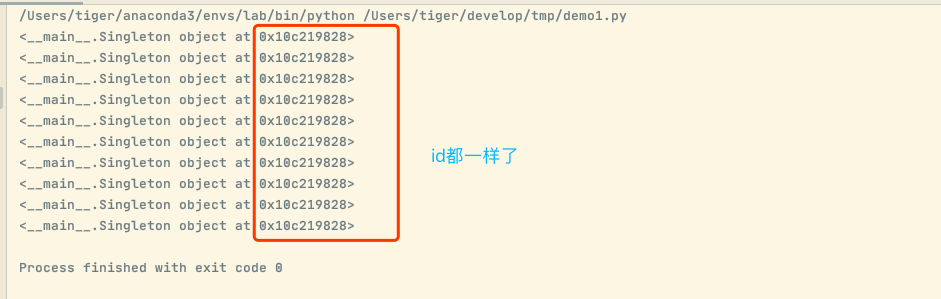 /Users/tiger/anaconda3/envs/lab/bin/python /Users/tiger/develop/tmp/demo1.py
<__main__.Singleton object at 0x10c219828>
<__main__.Singleton object at 0x10c219828>
<__main__.Singleton object at 0x10c219828>
<__main__.Singleton object at 0x10c219828>
<__main__.Singleton object at 0x10c219828>
<__main__.Singleton object at 0x10c219828>
id都一样了
<__main__.Singleton object at 0x10c219828>
<__main__.Singleton object at 0x10c219828>
<__main__.Singleton object at 0x10c219828>
<__main__.Singleton object at 0x10c219828>
Process finished with exit code 0